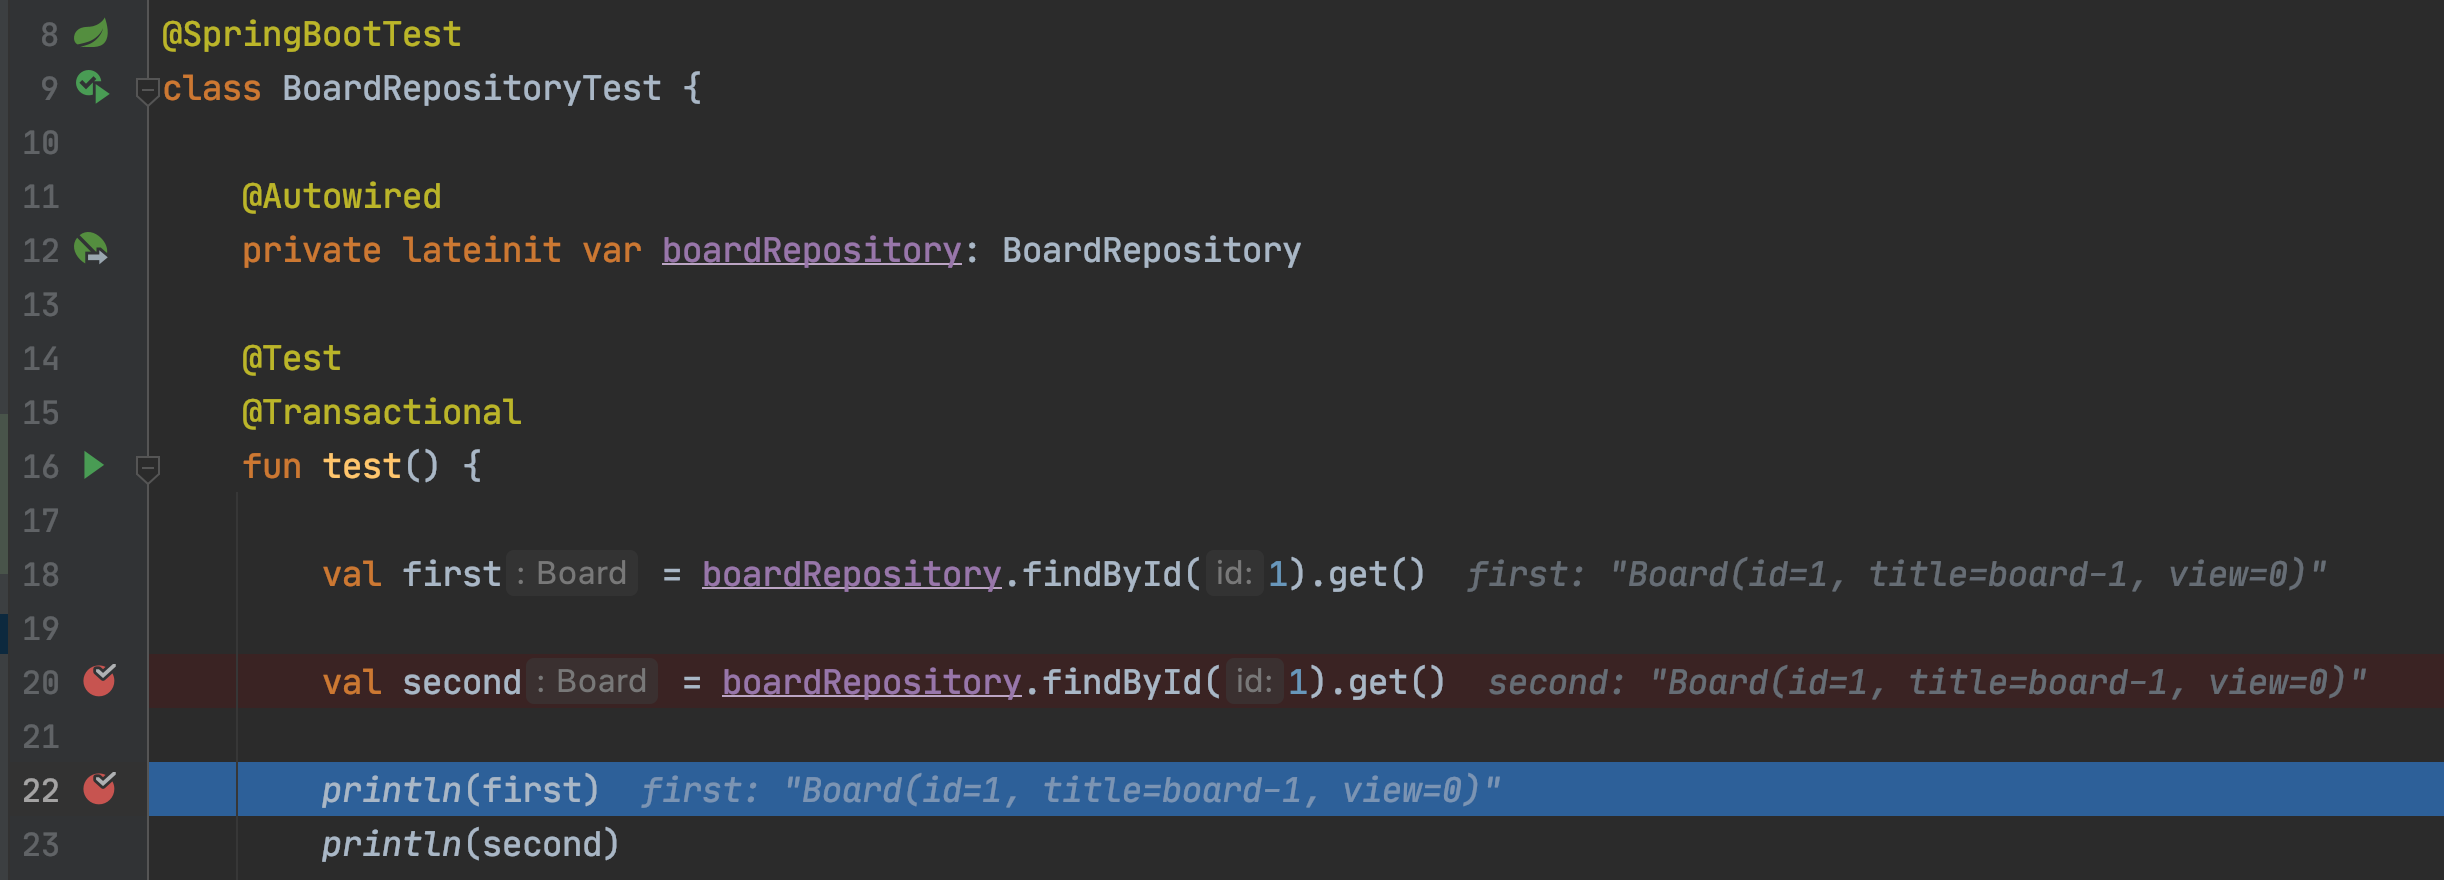 8 @SpringBootTest
9 class BoardRepositoryTest {
10
11 @Autowired
12 private lateinit var boardRepository: BoardRepository
13
14 @Test
15 @Transactional
16 fun test() {
17
18 val first : Board = boardRepository.findById( id: 1).get() first: "Board(id=1, title=board-1, view=0)"
19
20 val second : Board = boardRepository.findById( id: 1).get() second: "Board(id=1, title=board-1, view=0)"
21
22 println(first) first: "Board(id=1, title=board-1, view=0)"
23 println(second)